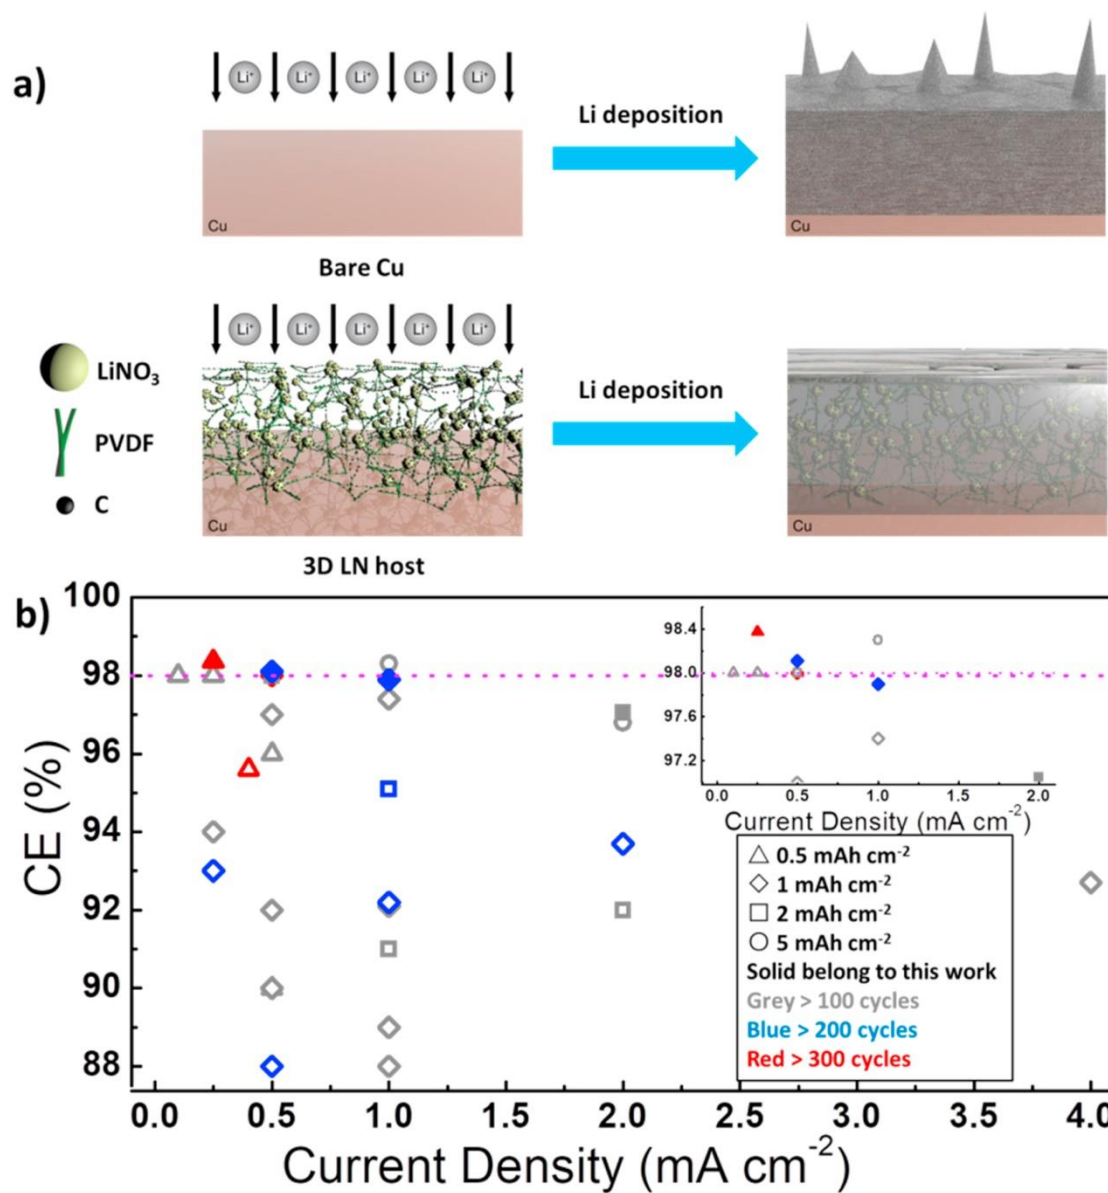 a)
Li⁺ Li⁺ Li⁺ Li⁺ Li⁺
Li deposition
Cu
Cu
Bare Cu
Li⁺ Li⁺ Li⁺ Li⁺ Li⁺
LiNO₃
PVDF
C
Li deposition
Cu
Cu
3D LN host
b)
CE (%)
100
98
96
94
92
90
88
0.0 0.5 1.0 1.5 2.0 2.5 3.0 3.5 4.0
Current Density (mA cm⁻²)
98.4
98.0
97.6
97.2
0.0 0.5 1.0 1.5 2.0
Current Density (mA cm⁻²)
0.5 mAh cm⁻²
1 mAh cm⁻²
2 mAh cm⁻²
5 mAh cm⁻²
Solid belong to this work
Grey > 100 cycles
Blue > 200 cycles
Red > 300 cycles